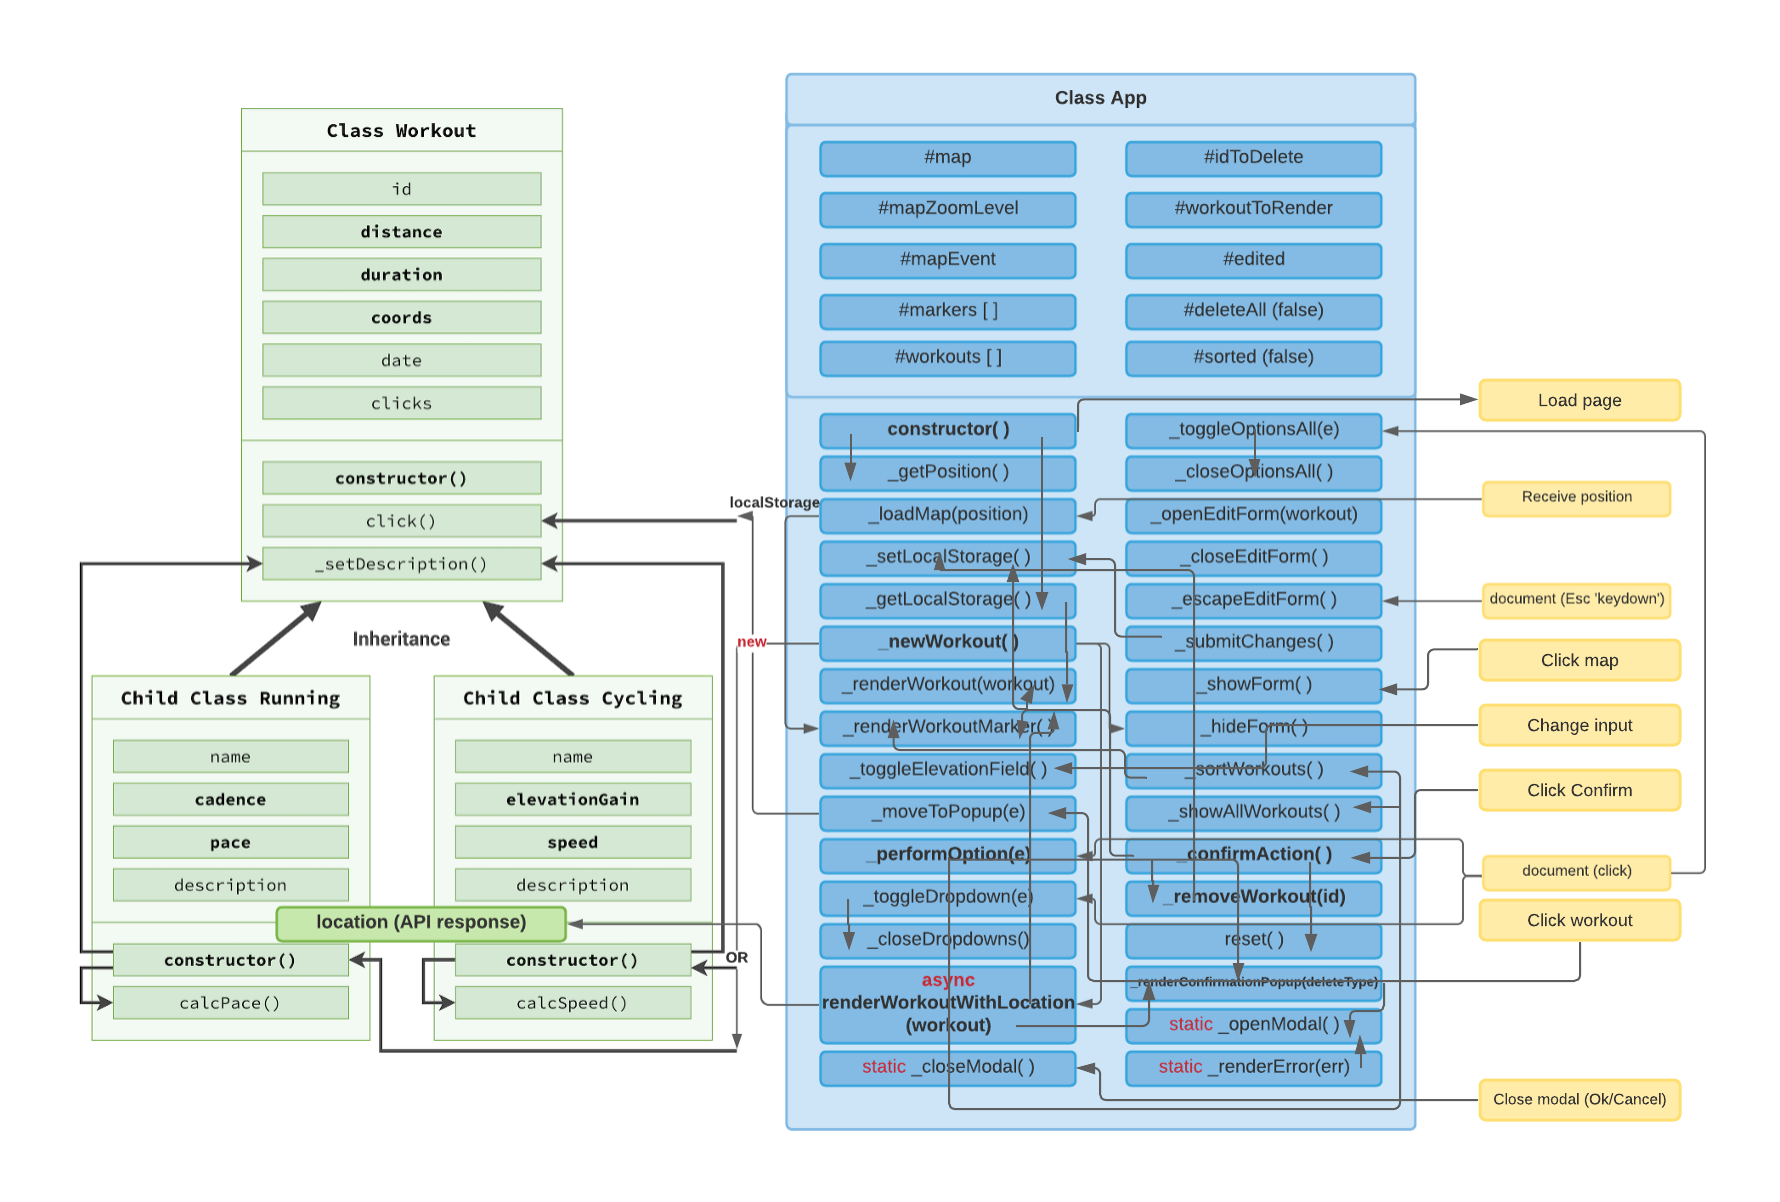 Class Workout
id
distance
duration
coords
date
clicks
constructor()
click()
_setDescription()
Inheritance
Child Class Running
name
cadence
pace
description
constructor()
calcPace()
Child Class Cycling
name
elevationGain
speed
description
constructor()
calcSpeed()
location (API response)
localStorage
new
OR
Class App
#map
#mapZoomLevel
#mapEvent
#markers [ ]
#workouts [ ]
#idToDelete
#workoutToRender
#edited
#deleteAll (false)
#sorted (false)
constructor( )
_getPosition( )
_loadMap(position)
_setLocalStorage( )
_getLocalStorage( )
_newWorkout( )
_renderWorkout(workout)
_renderWorkoutMarker( )
_toggleElevationField( )
_moveToPopup(e)
_performOption(e)
_toggleDropdown(e)
_closeDropdowns()
async
renderWorkoutWithLocation
(workout)
static _closeModal( )
_toggleOptionsAll(e)
_closeOptionsAll( )
_openEditForm(workout)
_closeEditForm( )
_escapeEditForm( )
_submitChanges( )
_showForm( )
_hideForm( )
_sortWorkouts( )
_showAllWorkouts( )
_confirmAction( )
_removeWorkout(id)
reset( )
_renderConfirmationPopup(deleteType)
static _openModal( )
static _renderError(err)
Load page
Receive position
document (Esc 'keydown')
Click map
Change input
Click Confirm
document (click)
Click workout
Close modal (Ok/Cancel)